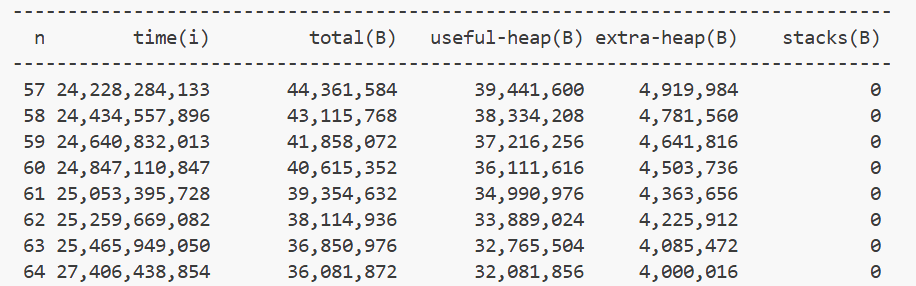 --------------------------------------------------------------------------------
n time(i) total(B) useful-heap(B) extra-heap(B) stacks(B)
--------------------------------------------------------------------------------
57 24,228,284,133 44,361,584 39,441,600 4,919,984 0
58 24,434,557,896 43,115,768 38,334,208 4,781,560 0
59 24,640,832,013 41,858,072 37,216,256 4,641,816 0
60 24,847,110,847 40,615,352 36,111,616 4,503,736 0
61 25,053,395,728 39,354,632 34,990,976 4,363,656 0
62 25,259,669,082 38,114,936 33,889,024 4,225,912 0
63 25,465,949,050 36,850,976 32,765,504 4,085,472 0
64 27,406,438,854 36,081,872 32,081,856 4,000,016 0